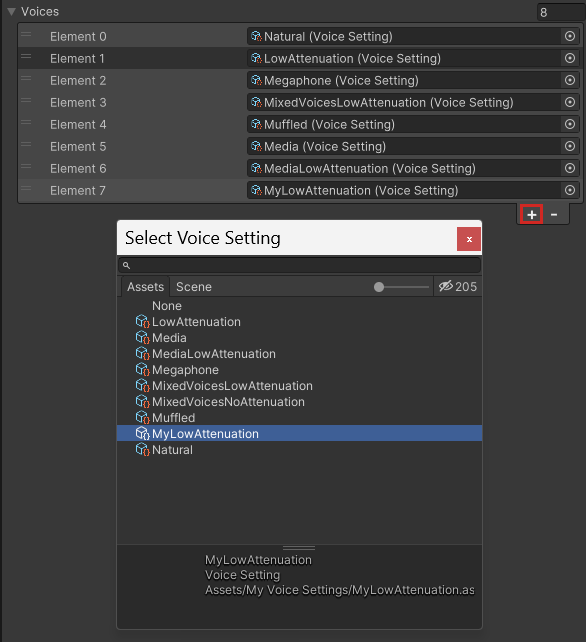 Voices 8
Element 0 Natural (Voice Setting)
Element 1 LowAttenuation (Voice Setting)
Element 2 Megaphone (Voice Setting)
Element 3 MixedVoicesLowAttenuation (Voice Setting)
Element 4 Muffled (Voice Setting)
Element 5 Media (Voice Setting)
Element 6 MediaLowAttenuation (Voice Setting)
Element 7 MyLowAttenuation (Voice Setting)
+ -
Select Voice Setting x
Assets Scene 205
None
LowAttenuation
Media
MediaLowAttenuation
Megaphone
MixedVoicesLowAttenuation
MixedVoicesNoAttenuation
Muffled
MyLowAttenuation
Natural
MyLowAttenuation
Voice Setting
Assets/My Voice Settings/MyLowAttenuation.as